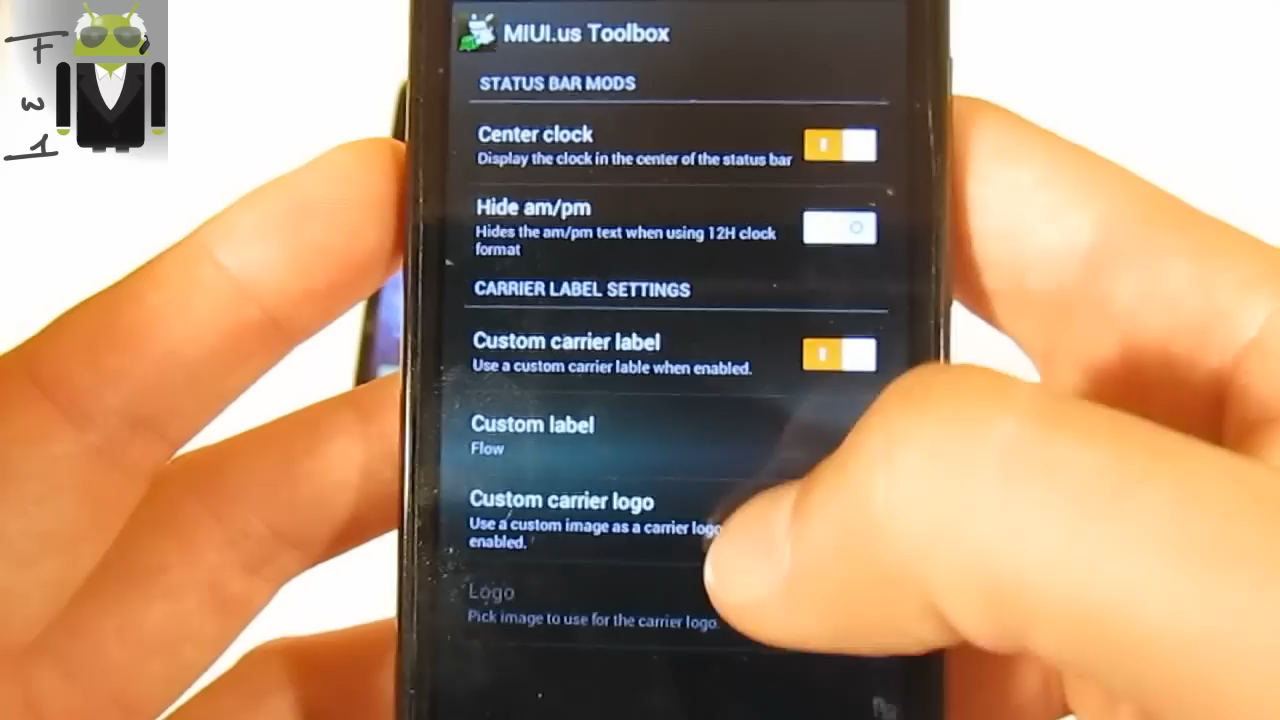 F
W
1
MIUI.us Toolbox
STATUS BAR MODS
Center clock
Display the clock in the center of the status bar
Hide am/pm
Hides the am/pm text when using 12H clock
format
CARRIER LABEL SETTINGS
Custom carrier label
Use a custom carrier lable when enabled.
Custom label
Flow
Custom carrier logo
Use a custom image as a carrier logo
enabled.
Logo
Pick image to use for the carrier logo.